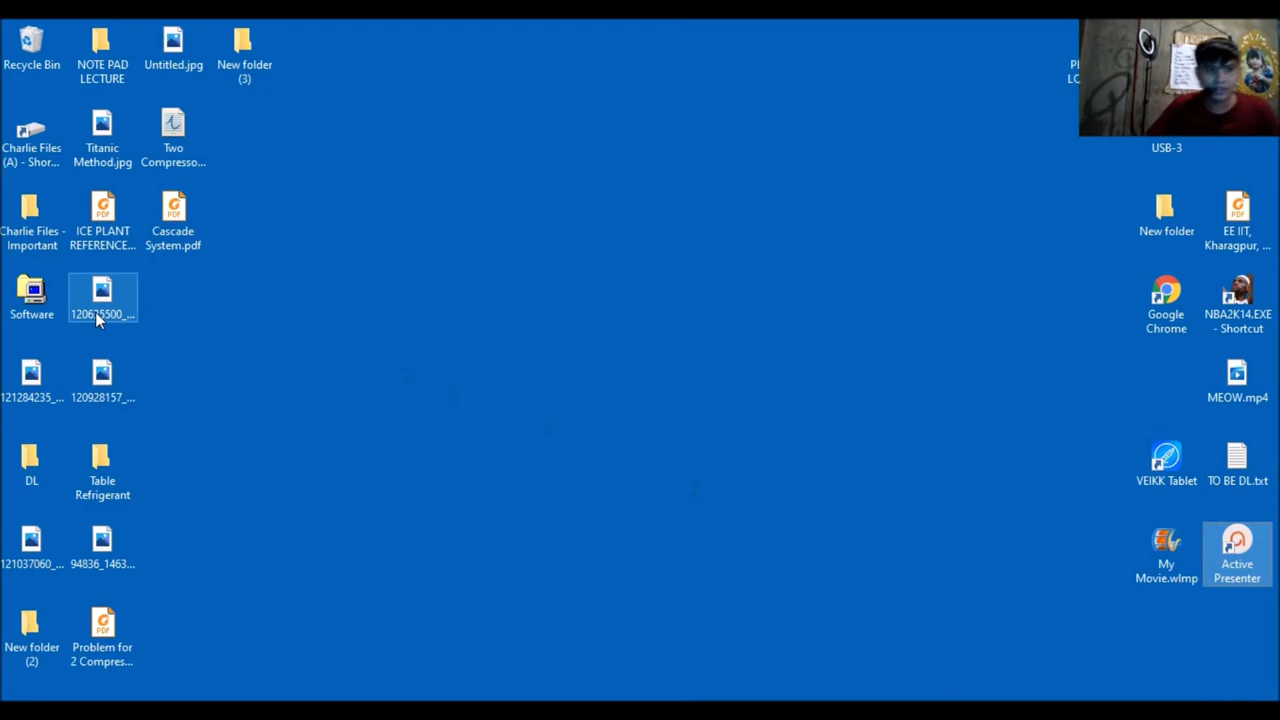 Recycle Bin
NOTE PAD
LECTURE
Untitled.jpg
New folder
(3)
Charlie Files
(A) - Shor...
Titanic
Method.jpg
Two
Compresso...
USB-3
Charlie Files -
Important
ICE PLANT
REFERENCE...
Cascade
System.pdf
New folder
EE IIT,
Kharagpur, ...
Software
Google
Chrome
NBA2K14.EXE
- Shortcut
121284235_...
120928157_...
MEOW.mp4
DL
Table
Refrigerant
VEIKK Tablet
TO BE DL.txt
121037060_...
94836_1463...
My
Movie.wlmp
Active
Presenter
New folder
(2)
Problem for
2 Compres...